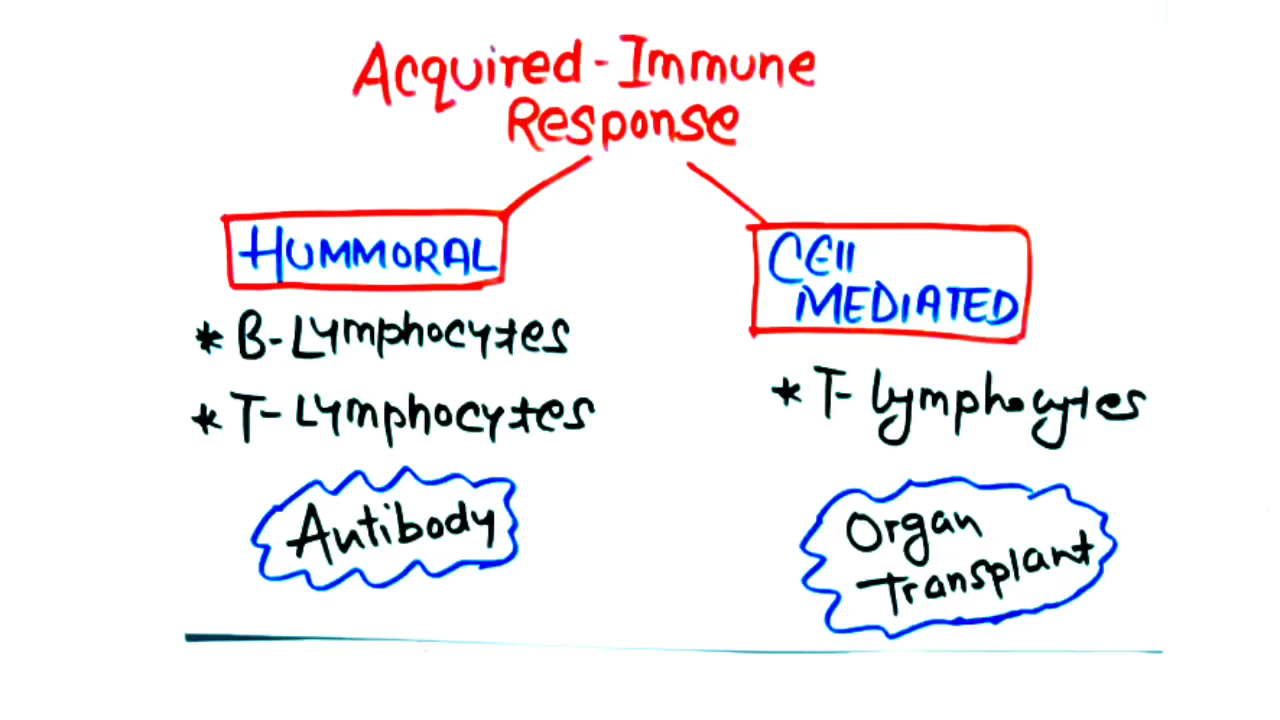 Acquired-Immune
Response
HUMMORAL
* B-Lymphocytes
* T-Lymphocytes
Antibody
Cell
MEDIATED
* T-Lymphocytes
Organ
Transplant